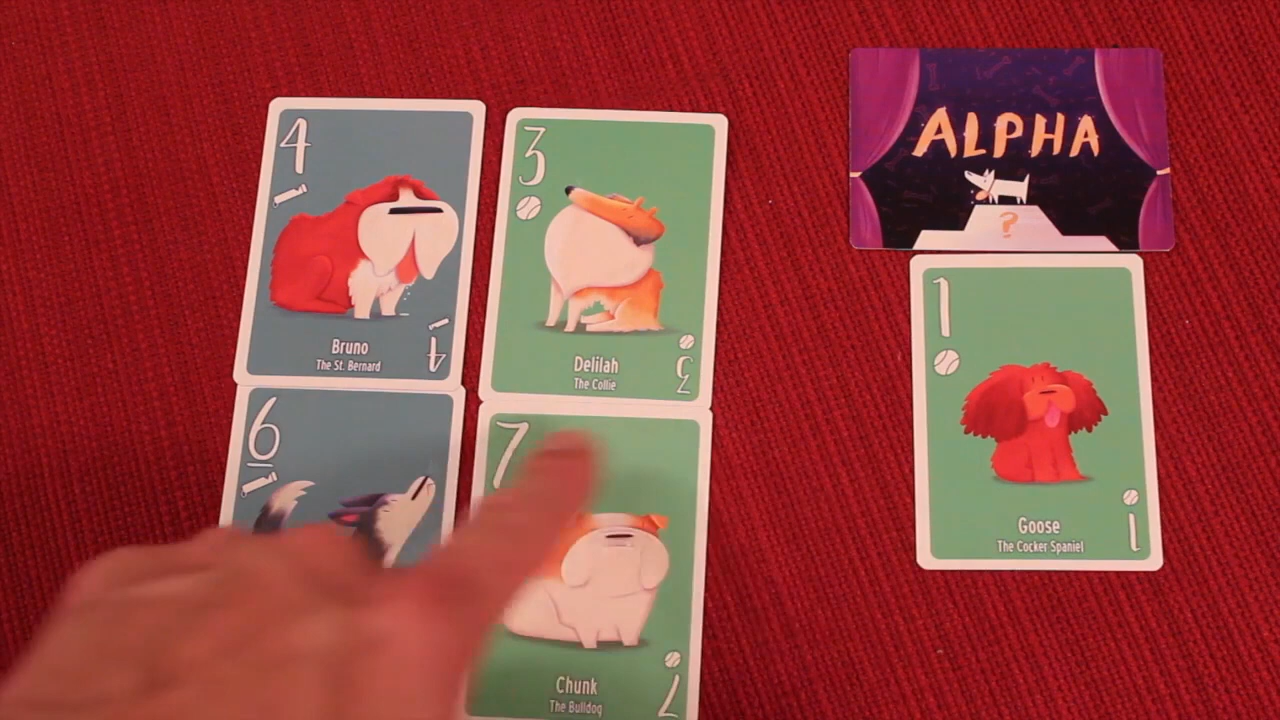 4
Bruno
The St. Bernard
4
3
Delilah
The Collie
3
6
7
Chunk
The Bulldog
7
ALPHA
?
1
Goose
The Cocker Spaniel
1